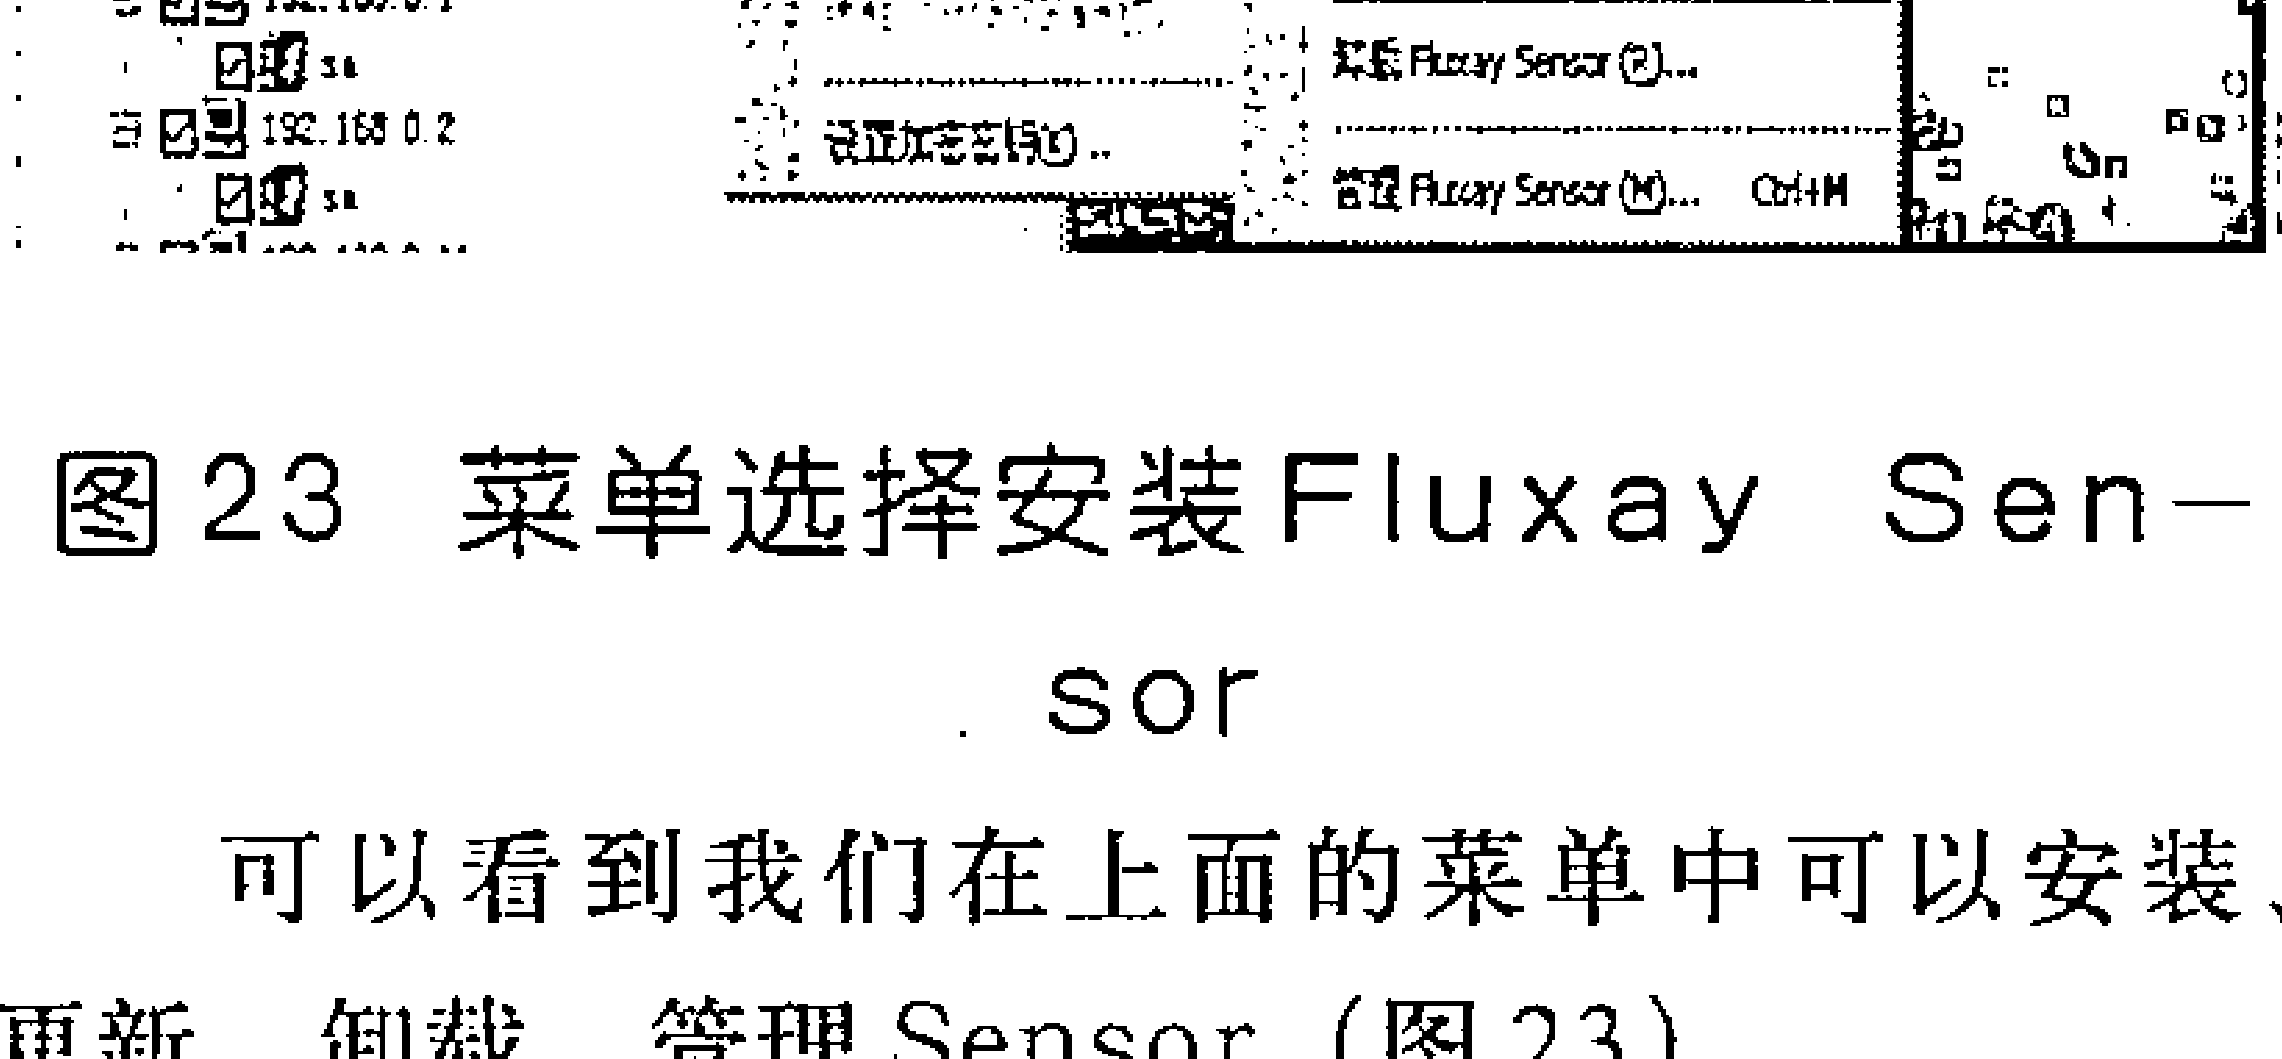 sa
192.168.0.2
sa
Fluxay Sensor (P)...
管理 Fluxay Sensor (M)... Ctrl+M
图23 菜单选择安装Fluxay Sen-
sor
可以看到我们在上面的菜单中可以安装、
更新 卸载 管理Sensor（图23）